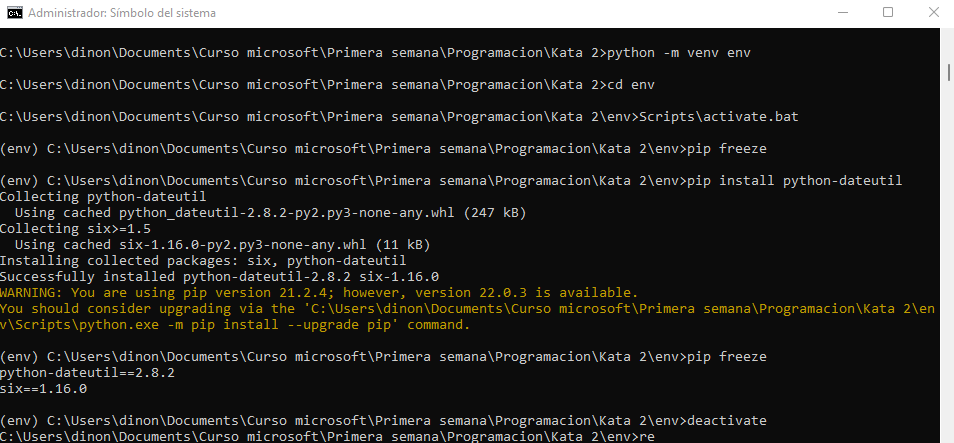 Administrador: Símbolo del sistema
C:\Users\dinon\Documents\Curso microsoft\Primera semana\Programacion\Kata 2>python -m venv env
C:\Users\dinon\Documents\Curso microsoft\Primera semana\Programacion\Kata 2>cd env
C:\Users\dinon\Documents\Curso microsoft\Primera semana\Programacion\Kata 2\env>Scripts\activate.bat
(env) C:\Users\dinon\Documents\Curso microsoft\Primera semana\Programacion\Kata 2\env>pip freeze
(env) C:\Users\dinon\Documents\Curso microsoft\Primera semana\Programacion\Kata 2\env>pip install python-dateutil
Collecting python-dateutil
  Using cached python_dateutil-2.8.2-py2.py3-none-any.whl (247 kB)
Collecting six>=1.5
  Using cached six-1.16.0-py2.py3-none-any.whl (11 kB)
Installing collected packages: six, python-dateutil
Successfully installed python-dateutil-2.8.2 six-1.16.0
WARNING: You are using pip version 21.2.4; however, version 22.0.3 is available.
You should consider upgrading via the 'C:\Users\dinon\Documents\Curso microsoft\Primera semana\Programacion\Kata 2\en
v\Scripts\python.exe -m pip install --upgrade pip' command.
(env) C:\Users\dinon\Documents\Curso microsoft\Primera semana\Programacion\Kata 2\env>pip freeze
python-dateutil==2.8.2
six==1.16.0
(env) C:\Users\dinon\Documents\Curso microsoft\Primera semana\Programacion\Kata 2\env>deactivate
C:\Users\dinon\Documents\Curso microsoft\Primera semana\Programacion\Kata 2\env>re